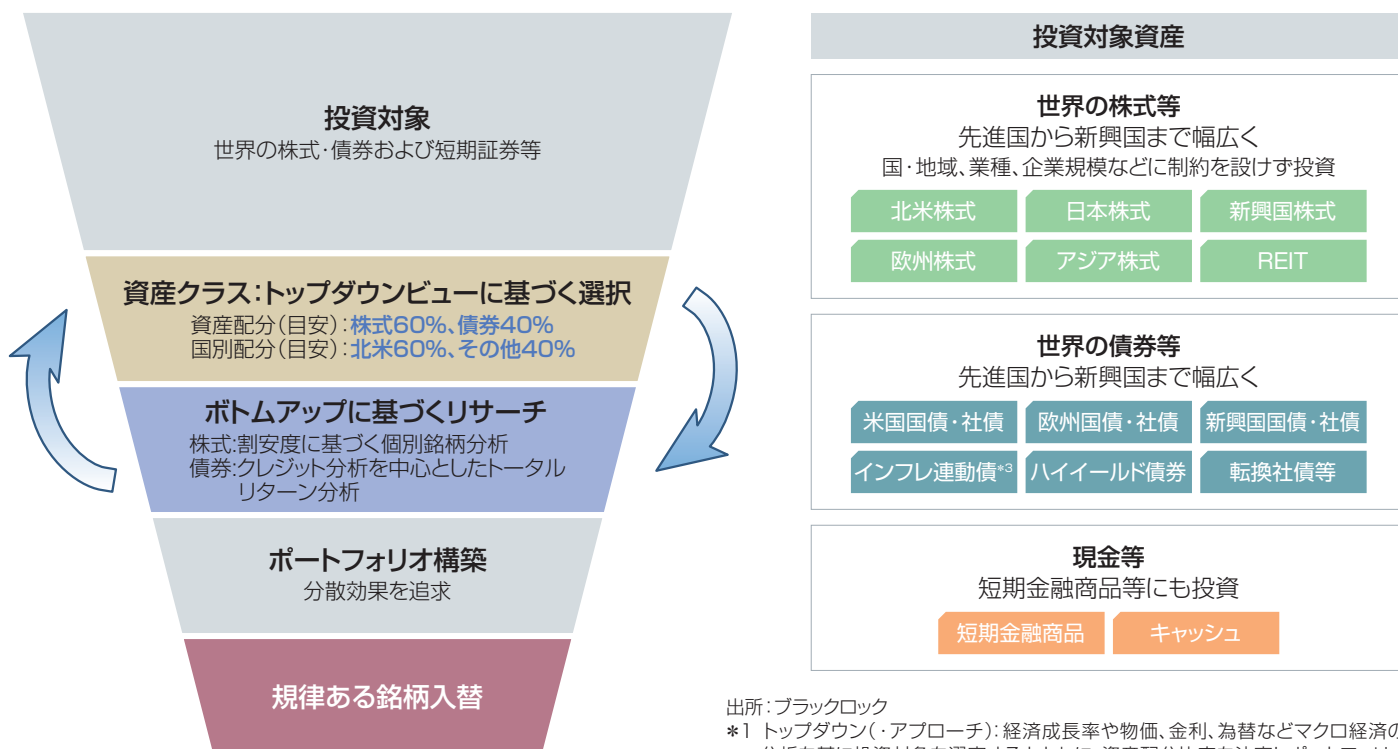 投資対象
世界の株式・債券および短期証券等
資産クラス:トップダウンビューに基づく選択
資産配分(目安):株式60%、債券40%
国別配分(目安):北米60%、その他40%
ボトムアップに基づくリサーチ
株式:割安度に基づく個別銘柄分析
債券:クレジット分析を中心としたトータル
リターン分析
ポートフォリオ構築
分散効果を追求
規律ある銘柄入替
投資対象資産
世界の株式等
先進国から新興国まで幅広く
国・地域、業種、企業規模などに制約を設けず投資
北米株式 日本株式 新興国株式
欧州株式 アジア株式 REIT
世界の債券等
先進国から新興国まで幅広く
米国国債・社債 欧州国債・社債 新興国国債・社債
インフレ連動債*3 ハイイールド債券 転換社債等
現金等
短期金融商品等にも投資
短期金融商品 キャッシュ
出所:ブラックロック
*1 トップダウン(・アプローチ):経済成長率や物価、金利、為替などマクロ経済の